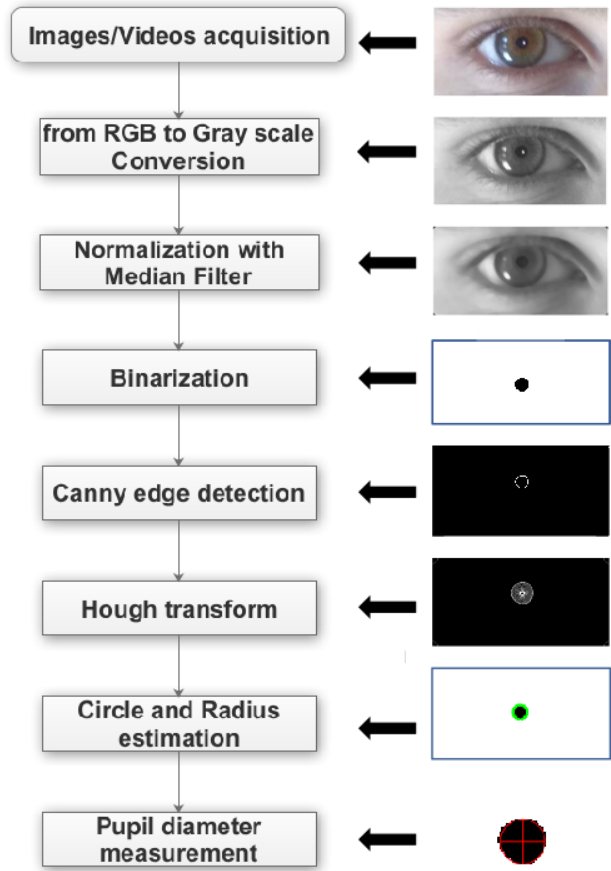 Images/Videos acquisition
from RGB to Gray scale
Conversion
Normalization with
Median Filter
Binarization
Canny edge detection
Hough transform
Circle and Radius
estimation
Pupil diameter
measurement